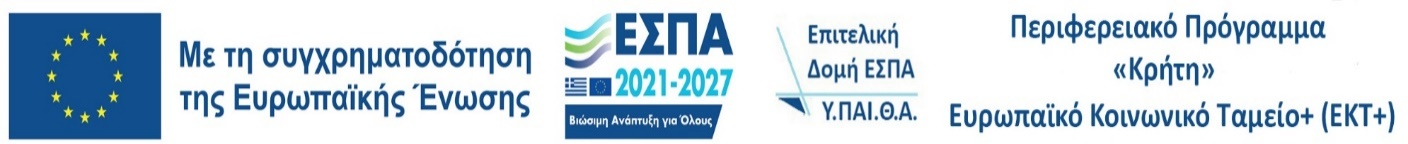 Με τη συγχρηματοδότηση
της Ευρωπαϊκής Ένωσης
ΕΣΠΑ
2021-2027
Βιώσιμη Ανάπτυξη για Όλους
Επιτελική
Δομή ΕΣΠΑ
Υ.ΠΑΙ.Θ.Α.
Περιφερειακό Πρόγραμμα
«Κρήτη»
Ευρωπαϊκό Κοινωνικό Ταμείο+ (ΕΚΤ+)